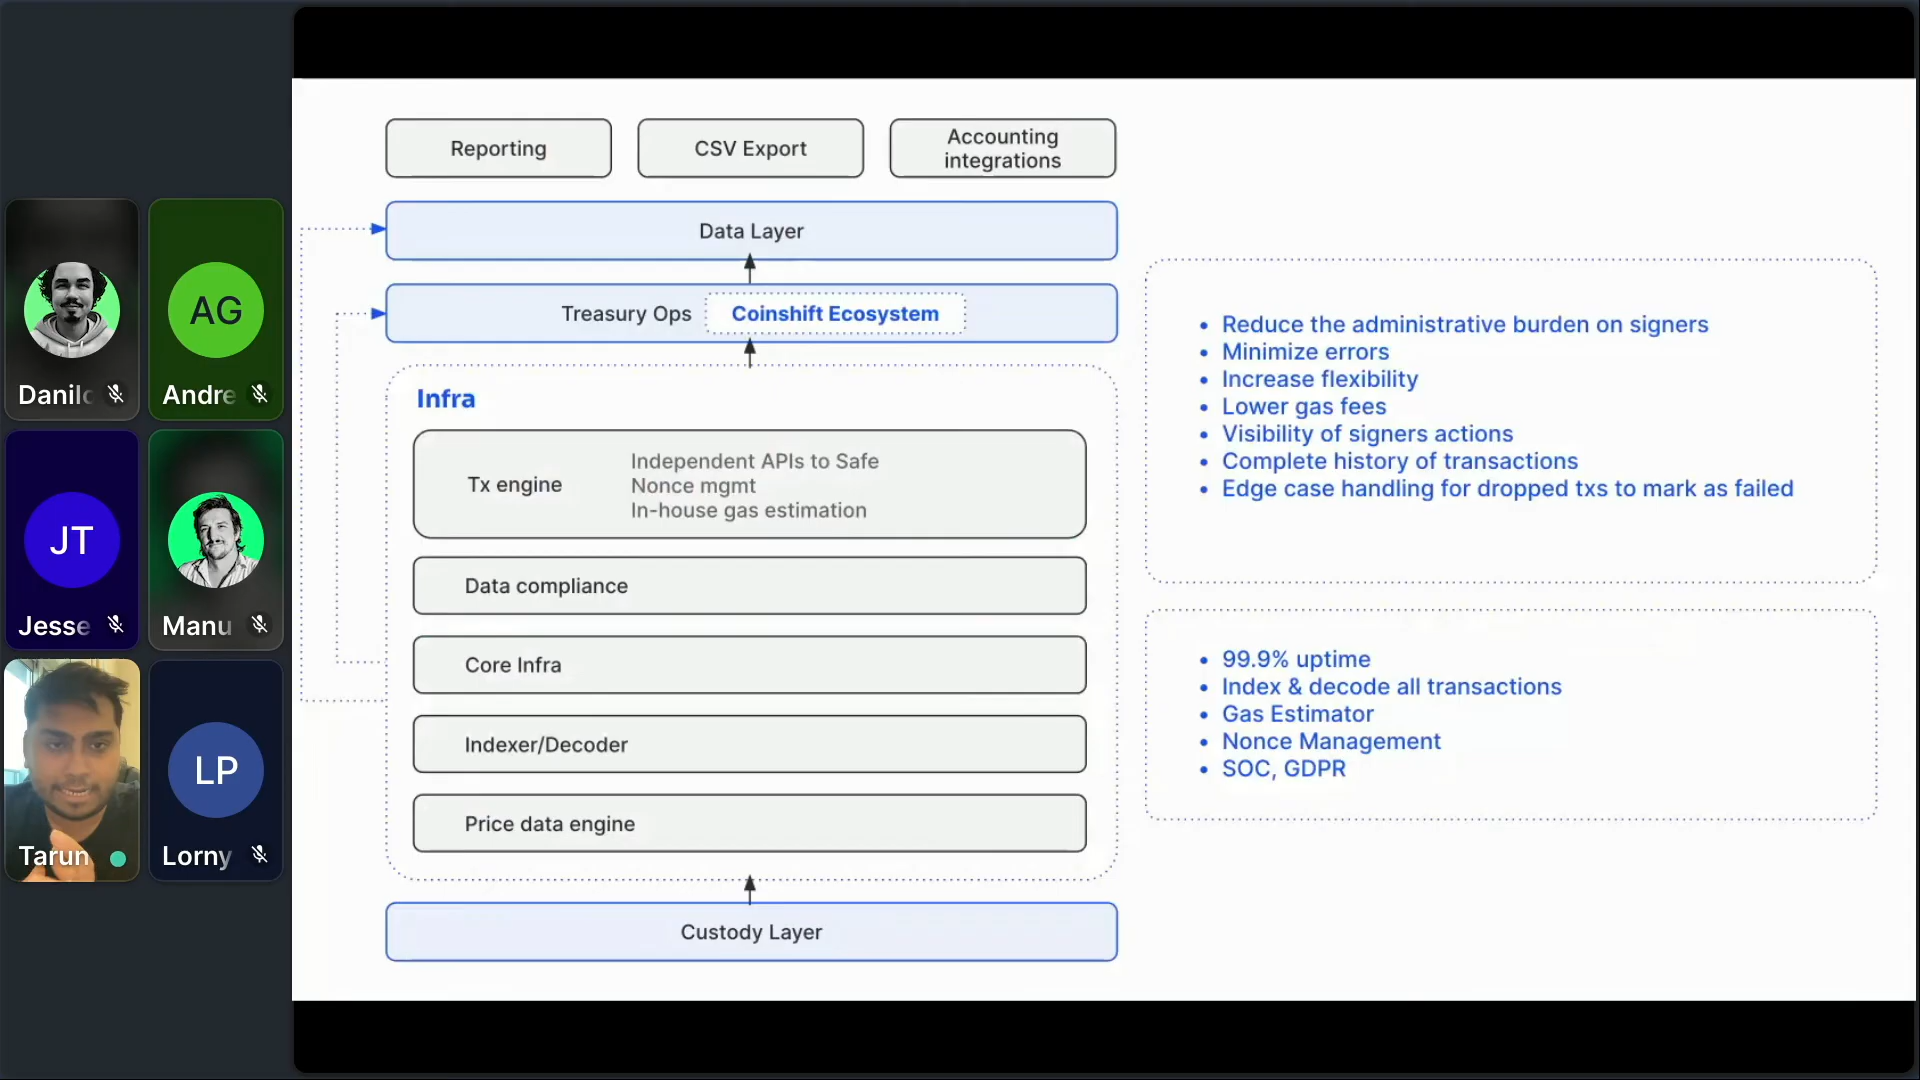 Danilo
AG
Andre
JT
Jesse
Manu
Tarun
LP
Lorny
Reporting
CSV Export
Accounting
integrations
Data Layer
Treasury Ops
Coinshift Ecosystem
Infra
Tx engine
Independent APIs to Safe
Nonce mgmt
In-house gas estimation
Data compliance
Core Infra
Indexer/Decoder
Price data engine
Custody Layer
• Reduce the administrative burden on signers
• Minimize errors
• Increase flexibility
• Lower gas fees
• Visibility of signers actions
• Complete history of transactions
• Edge case handling for dropped txs to mark as failed
• 99.9% uptime
• Index & decode all transactions
• Gas Estimator
• Nonce Management
• SOC, GDPR